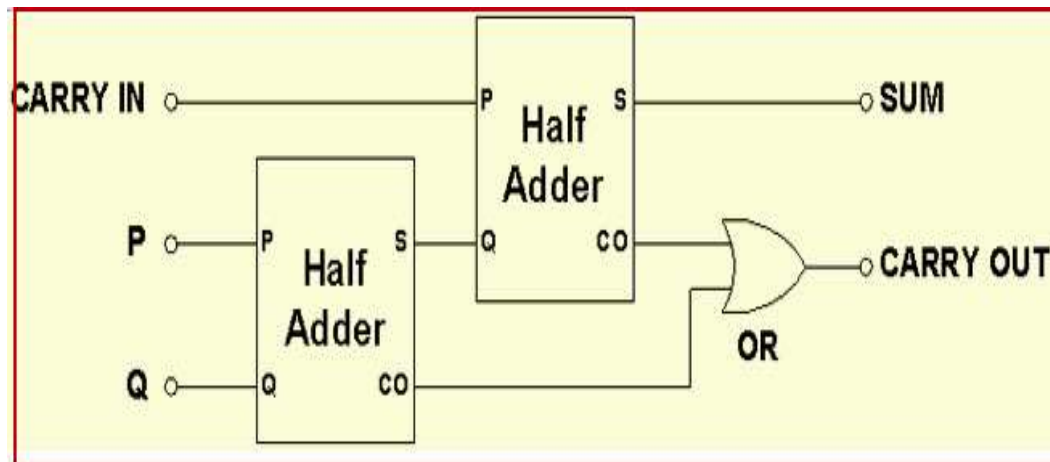 CARRY IN
P
S
SUM
Half
Adder
Q
CO
P
P
S
Half
Adder
Q
Q
CO
CARRY OUT
OR